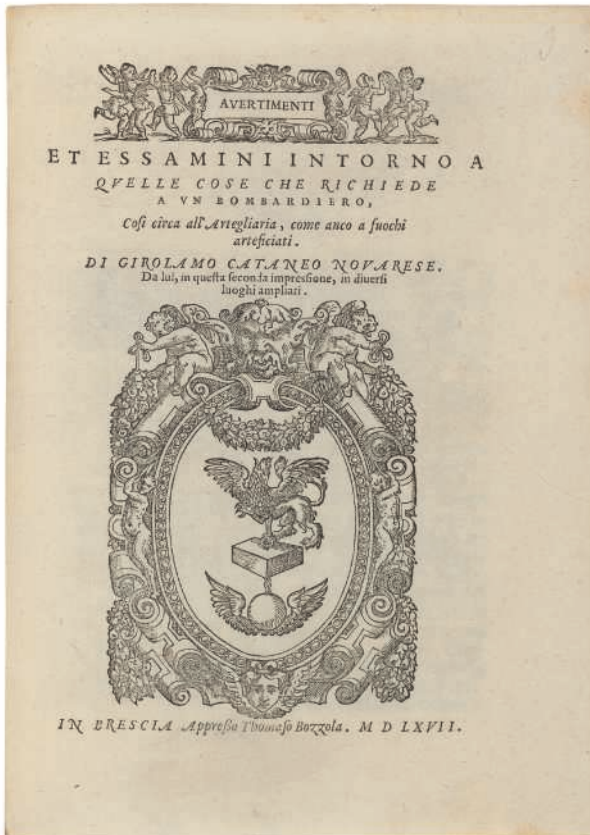 AVERTIMENTI
ET ESSAMINI INTORNO A
QVELLE COSE CHE RICHIEDE
A VN BOMBARDIERO,
Così circa all'Artegliaria, come anco a fuochi
arteficiati.
DI GIROLAMO CATANEO NOVARESE.
Da lui, in questa seconda impressione, in diuersi
luoghi ampliati.
IN BRESCIA Appresso Thomaso Bozzola. M D LXVII.